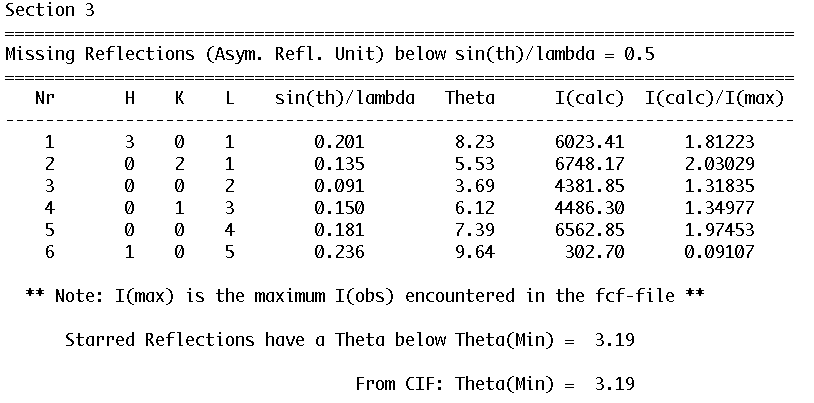 Section 3
===============================================================================
Missing Reflections (Asym. Refl. Unit) below sin(th)/lambda = 0.5
===============================================================================
Nr H K L sin(th)/lambda Theta I(calc) I(calc)/I(max)
-------------------------------------------------------------------------------
1 3 0 1 0.201 8.23 6023.41 1.81223
2 0 2 1 0.135 5.53 6748.17 2.03029
3 0 0 2 0.091 3.69 4381.85 1.31835
4 0 1 3 0.150 6.12 4486.30 1.34977
5 0 0 4 0.181 7.39 6562.85 1.97453
6 1 0 5 0.236 9.64 302.70 0.09107
** Note: I(max) is the maximum I(obs) encountered in the fcf-file **
Starred Reflections have a Theta below Theta(Min) = 3.19
From CIF: Theta(Min) = 3.19